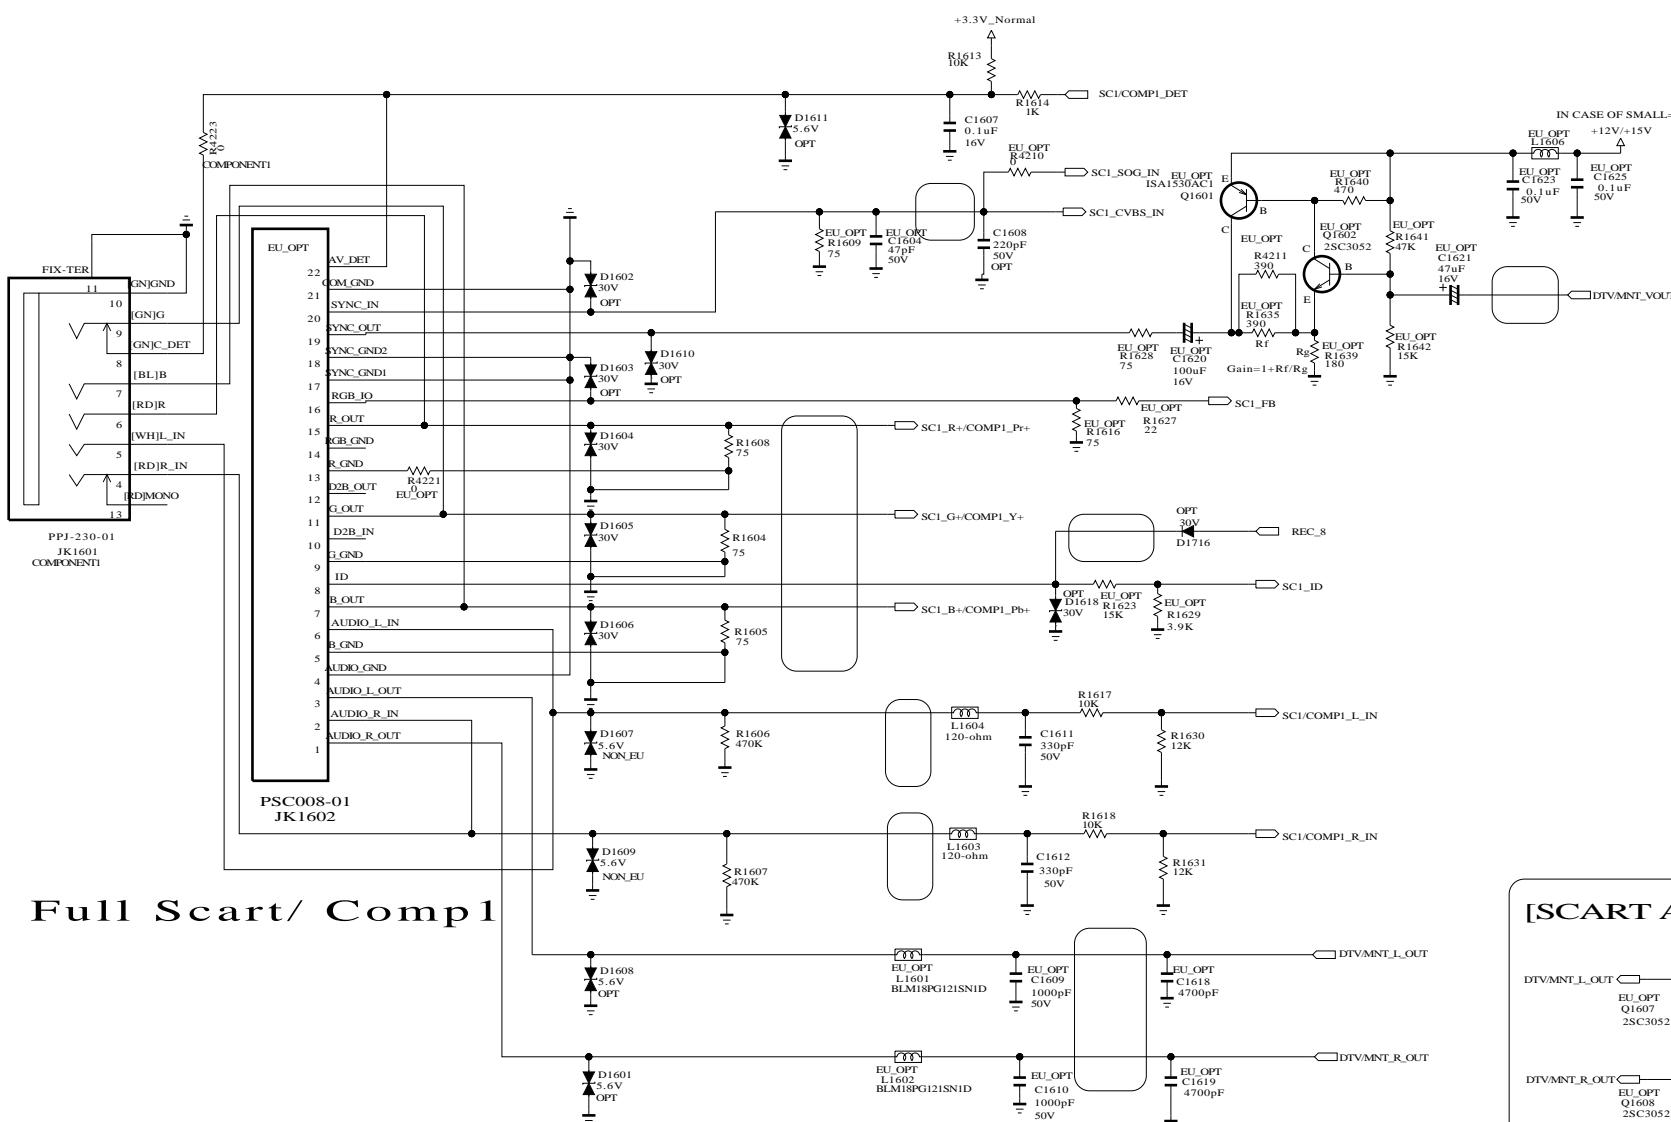 +3.3V_Normal
R1613
10K
R1614
1K
SC1/COMP1_DET
D1611
5.6V
OPT
C1607
0.1uF
16V
R4223
0
COMPONENT1
EU_OPT
R4210
0
SC1_SOG_IN
SC1_CVBS_IN
EU_OPT
R1609
75
EU_OPT
C1604
47pF
50V
C1608
220pF
50V
OPT
IN CASE OF SMALL=
+12V/+15V
EU_OPT
L1606
EU_OPT
C1623
0.1uF
50V
EU_OPT
C1625
0.1uF
50V
EU_OPT
ISA1530AC1
Q1601
E
B
C
EU_OPT
R1640
470
EU_OPT
Q1602
2SC3052
C
B
E
EU_OPT
R1641
47K
EU_OPT
C1621
47uF
16V
+
DTV/MNT_VOUT
EU_OPT
R4211
390
EU_OPT
R1635
390
Rf
Rg
EU_OPT
R1639
180
Gain=1+Rf/Rg
EU_OPT
R1642
15K
EU_OPT
R1628
75
+
EU_OPT
C1620
100uF
16V
FIX-TER
11
[GN]GND
10
[GN]G
9
[GN]C_DET
8
[BL]B
7
[RD]R
6
[WH]L_IN
5
[RD]R_IN
4
[RD]MONO
13
PPJ-230-01
JK1601
COMPONENT1
EU_OPT
AV_DET
22
COM_GND
21
SYNC_IN
20
SYNC_OUT
19
SYNC_GND2
18
SYNC_GND1
17
RGB_IO
16
R_OUT
15
RGB_GND
14
R_GND
13
D2B_OUT
12
G_OUT
11
D2B_IN
10
G_GND
9
ID
8
B_OUT
7
AUDIO_L_IN
6
B_GND
5
AUDIO_GND
4
AUDIO_L_OUT
3
AUDIO_R_IN
2
AUDIO_R_OUT
1
PSC008-01
JK1602
D1602
30V
OPT
D1603
30V
OPT
D1610
30V
OPT
R4221
0
EU_OPT
D1604
30V
R1608
75
SC1_R+/COMP1_Pr+
EU_OPT
R1616
75
EU_OPT
R1627
22
SC1_FB
D1605
30V
R1604
75
SC1_G+/COMP1_Y+
OPT
30V
D1716
REC_8
OPT
D1618
30V
EU_OPT
R1623
15K
EU_OPT
R1629
3.9K
SC1_ID
D1606
30V
R1605
75
SC1_B+/COMP1_Pb+
D1607
5.6V
NON_EU
R1606
470K
L1604
120-ohm
C1611
330pF
50V
R1617
10K
R1630
12K
SC1/COMP1_L_IN
D1609
5.6V
NON_EU
R1607
470K
L1603
120-ohm
C1612
330pF
50V
R1618
10K
R1631
12K
SC1/COMP1_R_IN
Full Scart/ Comp1
D1608
5.6V
OPT
EU_OPT
L1601
BLM18PG121SN1D
EU_OPT
C1609
1000pF
50V
EU_OPT
C1618
4700pF
DTV/MNT_L_OUT
D1601
5.6V
OPT
EU_OPT
L1602
BLM18PG121SN1D
EU_OPT
C1610
1000pF
50V
EU_OPT
C1619
4700pF
DTV/MNT_R_OUT
[SCART A
DTV/MNT_L_OUT
EU_OPT
Q1607
2SC3052
DTV/MNT_R_OUT
EU_OPT
Q1608
2SC3052